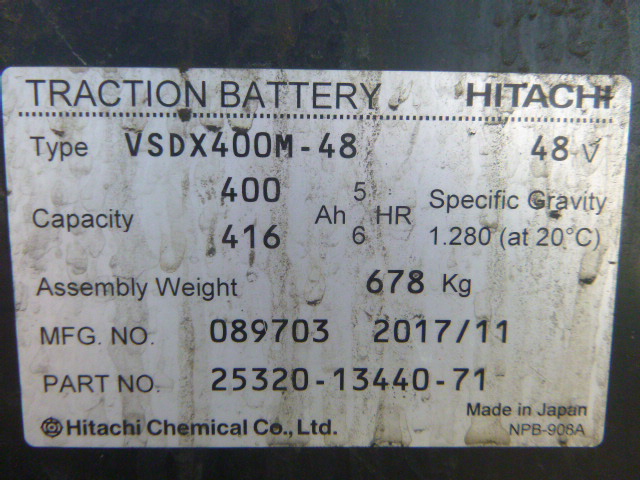 TRACTION BATTERY HITACHI
Type VSDX400M-48 48 V
Capacity 400 Ah 5 HR Specific Gravity
416 6 1.280 (at 20°C)
Assembly Weight 678 Kg
MFG. NO. 089703 2017/11
PART NO. 25320-13440-71
Hitachi Chemical Co., Ltd. Made in Japan
NPB-908A